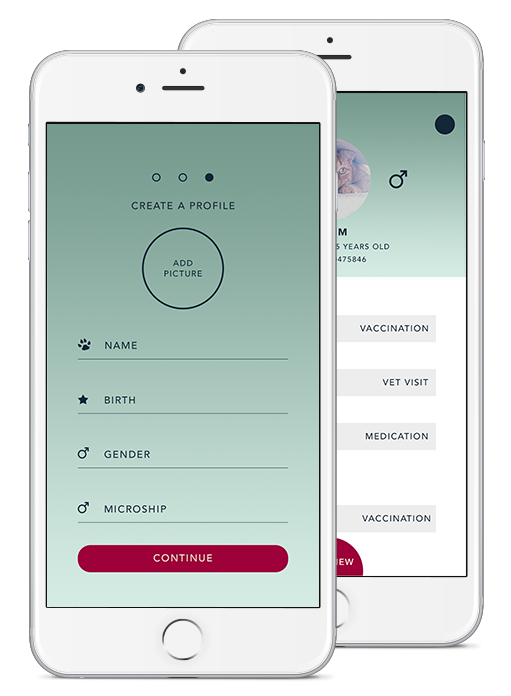 CREATE A PROFILE
ADD
PICTURE
NAME
BIRTH
GENDER
MICROSHIP
CONTINUE
M
5 YEARS OLD
475846
VACCINATION
VET VISIT
MEDICATION
VACCINATION
IEW